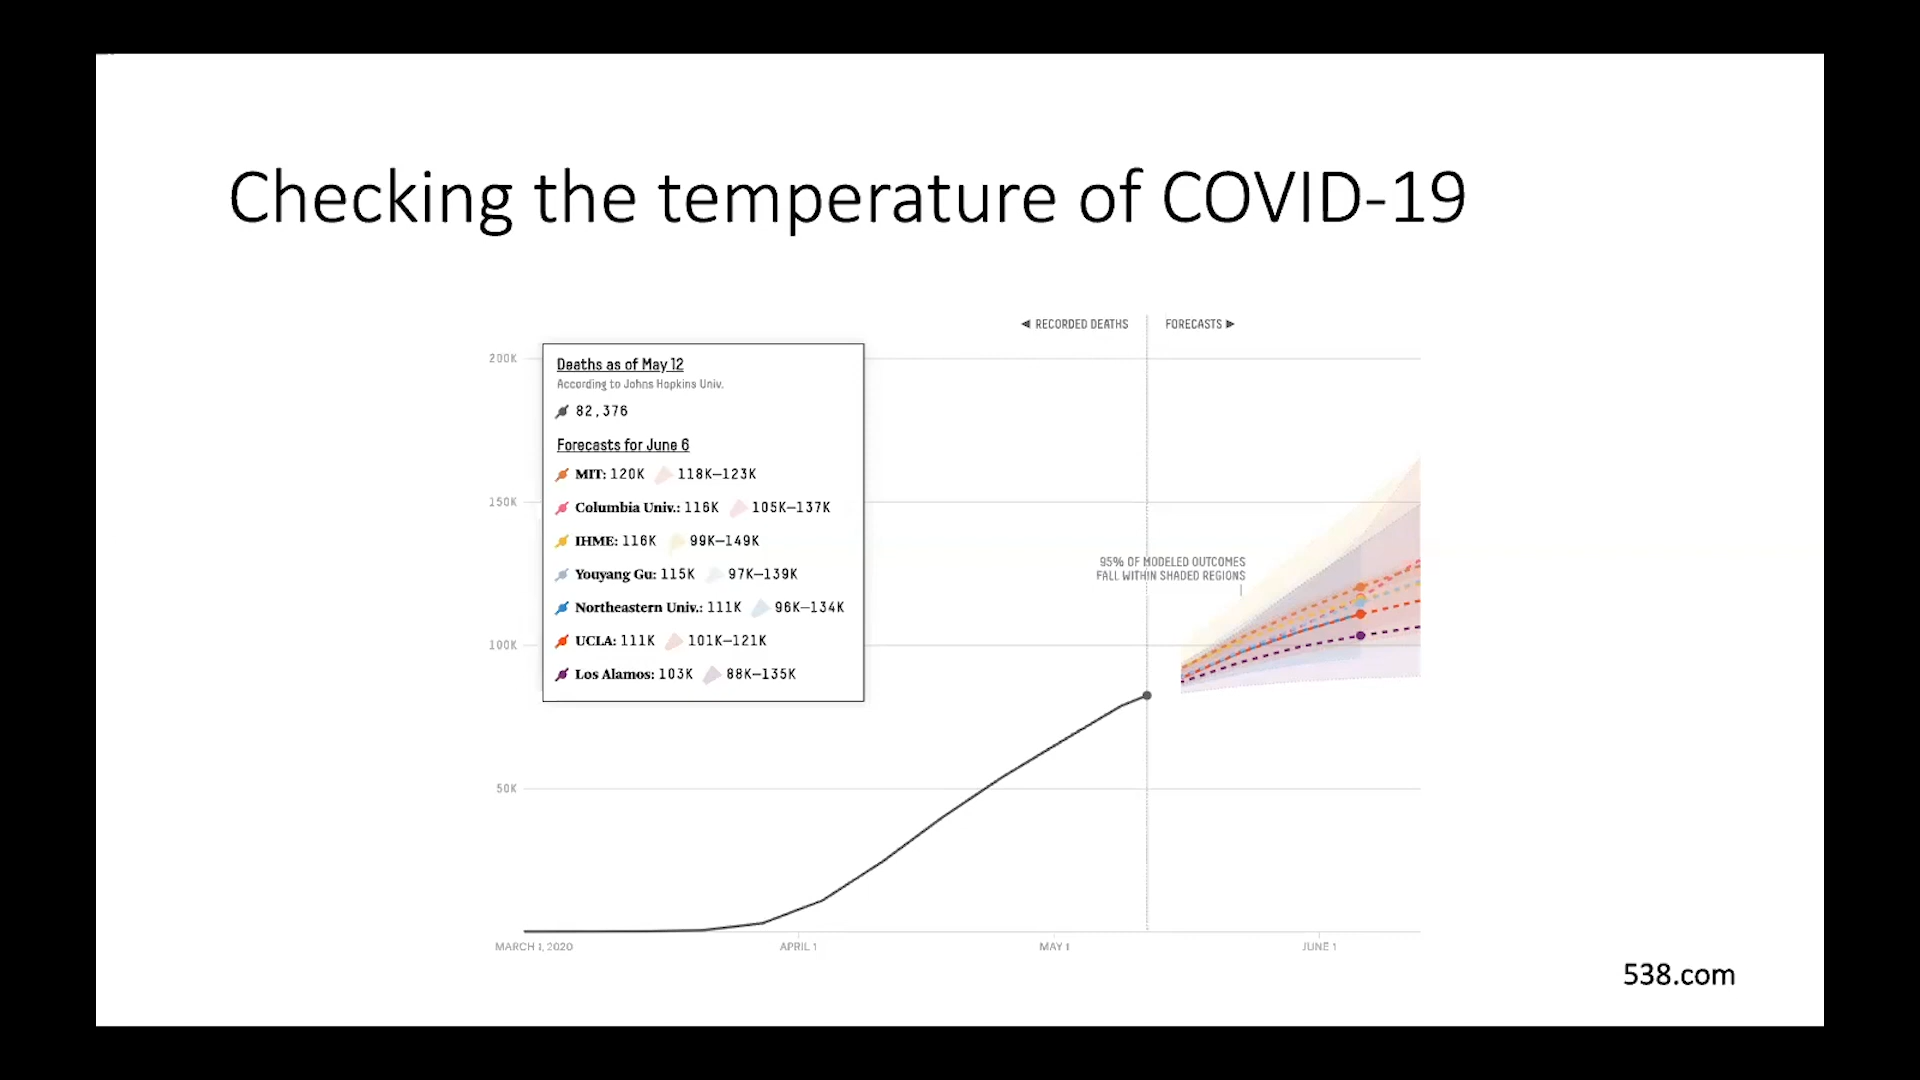 Checking the temperature of COVID-19
◀ RECORDED DEATHS
FORECASTS ▶
200K
150K
100K
50K
Deaths as of May 12
According to Johns Hopkins Univ.
82,376
Forecasts for June 6
MIT: 120K 118K–123K
Columbia Univ.: 116K 105K–137K
IHME: 116K 99K–149K
Youyang Gu: 115K 97K–139K
Northeastern Univ.: 111K 96K–134K
UCLA: 111K 101K–121K
Los Alamos: 103K 88K–135K
95% OF MODELED OUTCOMES
FALL WITHIN SHADED REGIONS
MARCH 1, 2020
APRIL 1
MAY 1
JUNE 1
538.com